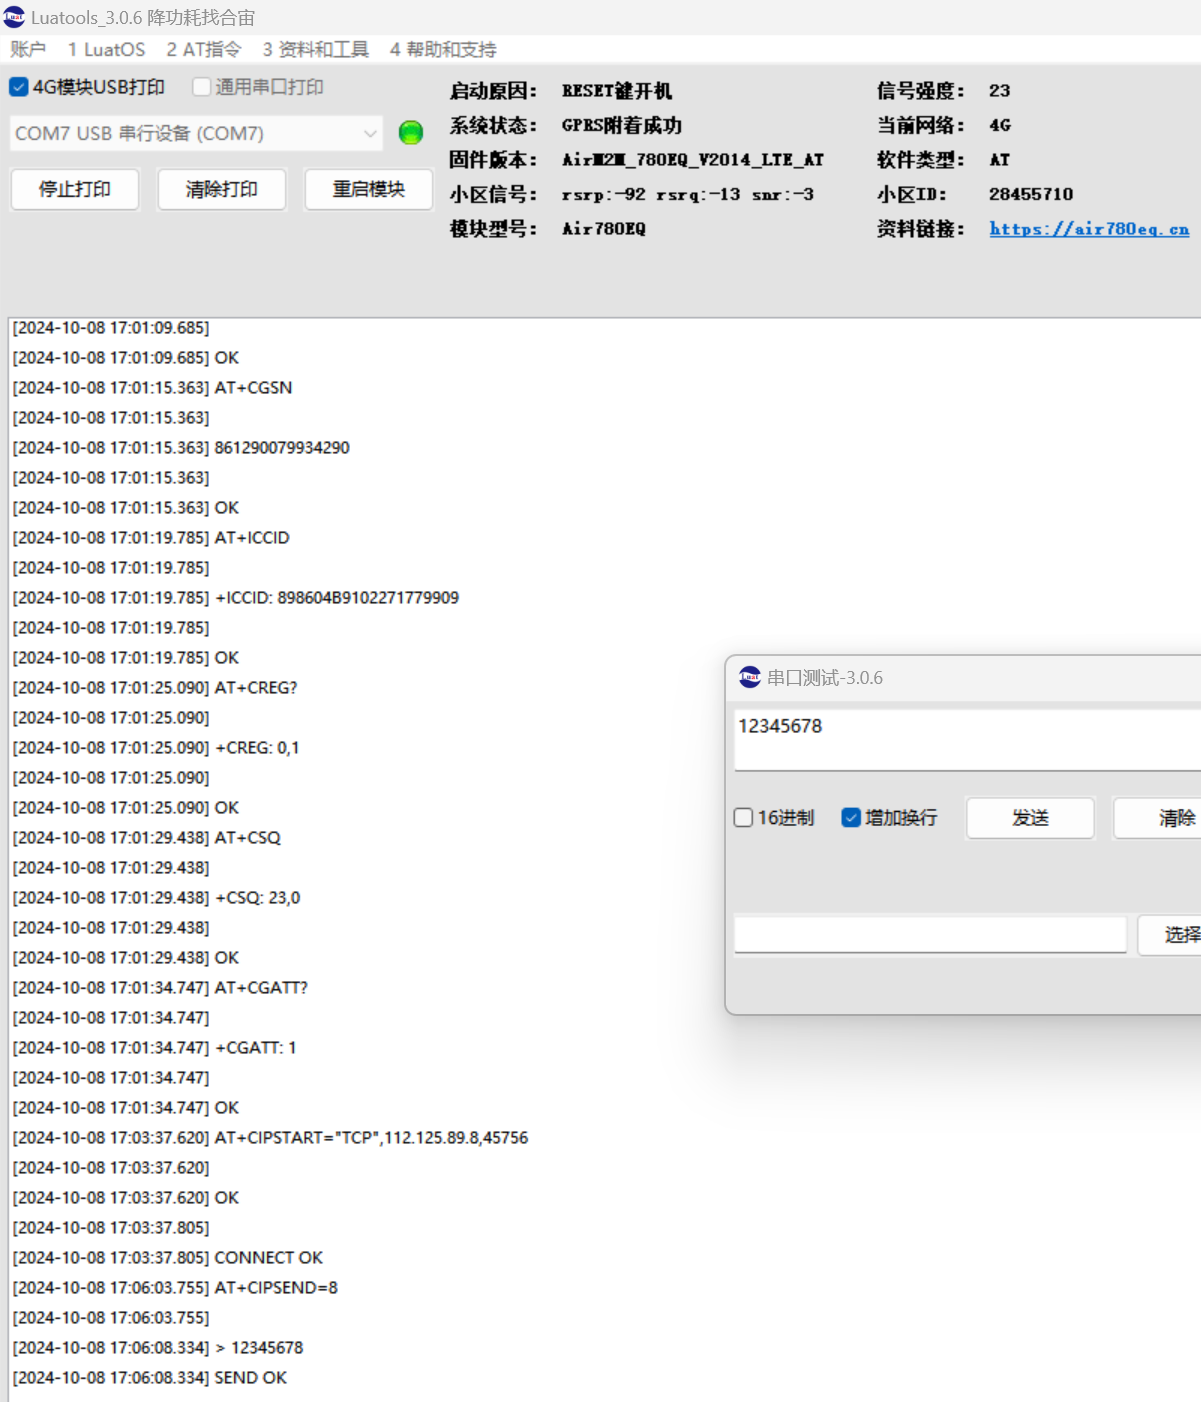 Luatools_3.0.6 降功耗找合宙
账户 1 LuatOS 2 AT指令 3 资料和工具 4 帮助和支持
4G模块USB打印 通用串口打印
COM7 USB 串行设备 (COM7)
停止打印 清除打印 重启模块
启动原因： RESET键开机 信号强度： 23
系统状态： GPRS附着成功 当前网络： 4G
固件版本： AirM2M_780EQ_V2014_LTE_AT 软件类型： AT
小区信号： rsrp:-92 rsrq:-13 snr:-3 小区ID： 28455710
模块型号： Air780EQ 资料链接： https://air780eq.cn
[2024-10-08 17:01:09.685]
[2024-10-08 17:01:09.685] OK
[2024-10-08 17:01:15.363] AT+CGSN
[2024-10-08 17:01:15.363]
[2024-10-08 17:01:15.363] 861290079934290
[2024-10-08 17:01:15.363]
[2024-10-08 17:01:15.363] OK
[2024-10-08 17:01:19.785] AT+ICCID
[2024-10-08 17:01:19.785]
[2024-10-08 17:01:19.785] +ICCID: 898604B9102271779909
[2024-10-08 17:01:19.785]
[2024-10-08 17:01:19.785] OK
[2024-10-08 17:01:25.090] AT+CREG?
[2024-10-08 17:01:25.090]
[2024-10-08 17:01:25.090] +CREG: 0,1
[2024-10-08 17:01:25.090]
[2024-10-08 17:01:25.090] OK
[2024-10-08 17:01:29.438] AT+CSQ
[2024-10-08 17:01:29.438]
[2024-10-08 17:01:29.438] +CSQ: 23,0
[2024-10-08 17:01:29.438]
[2024-10-08 17:01:29.438] OK
[2024-10-08 17:01:34.747] AT+CGATT?
[2024-10-08 17:01:34.747]
[2024-10-08 17:01:34.747] +CGATT: 1
[2024-10-08 17:01:34.747]
[2024-10-08 17:01:34.747] OK
[2024-10-08 17:03:37.620] AT+CIPSTART="TCP",112.125.89.8,45756
[2024-10-08 17:03:37.620]
[2024-10-08 17:03:37.620] OK
[2024-10-08 17:03:37.805]
[2024-10-08 17:03:37.805] CONNECT OK
[2024-10-08 17:06:03.755] AT+CIPSEND=8
[2024-10-08 17:06:03.755]
[2024-10-08 17:06:08.334] > 12345678
[2024-10-08 17:06:08.334] SEND OK
串口测试-3.0.6
12345678
16进制 增加换行 发送 清除
选择